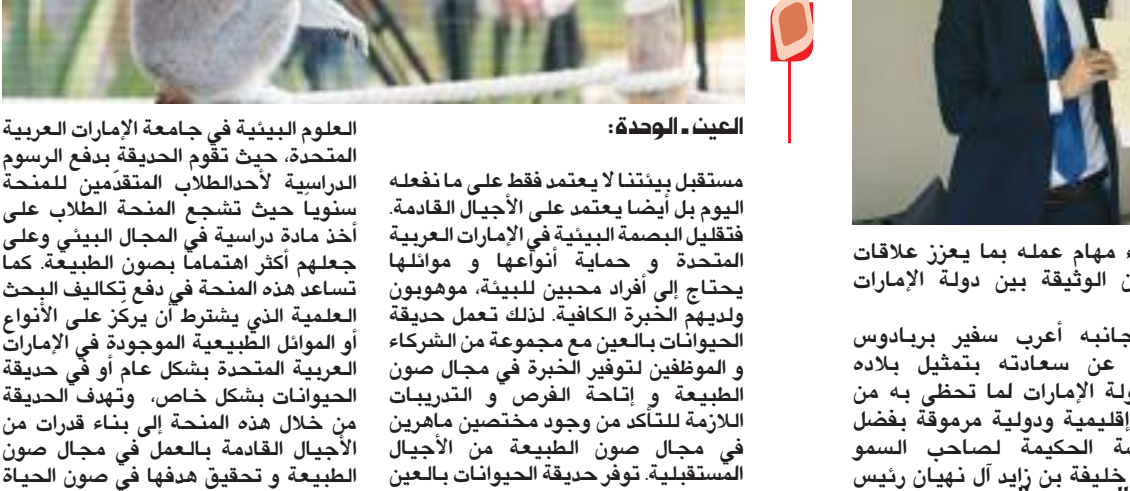 ء مهام عمله بما يعزز علاقات
ن الوثيقة بين دولة الإمارات
جانبه أعرب سفير بربادوس
عن سعادته بتمثيل بلاده
ولة الإمارات لما تحظى به من
إقليمية ودولية مرموقة بفضل
ة الحكيمة لصاحب السمو
خليفة بن زايد آل نهيان رئيس
العين ـ الوحدة:
مستقبل بيئتنا لا يعتمد فقط على ما نفعله
اليوم بل أيضا يعتمد على الأجيال القادمة.
فتقليل البصمة البيئية في الإمارات العربية
المتحدة و حماية أنواعها و موائلها
يحتاج إلى أفراد محبين للبيئة، موهوبون
ولديهم الخبرة الكافية. لذلك تعمل حديقة
الحيوانات بالعين مع مجموعة من الشركاء
و الموظفين لتوفير الخبرة في مجال صون
الطبيعة و إتاحة الفرص و التدريبات
اللازمة للتأكد من وجود مختصين ماهرين
في مجال صون الطبيعة من الأجيال
المستقبلية. توفر حديقة الحيوانات بالعين
العلوم البيئية في جامعة الإمارات العربية
المتحدة، حيث تقوم الحديقة بدفع الرسوم
الدراسية لأحدالطلاب المتقدّمين للمنحة
سنوياً حيث تشجع المنحة الطلاب على
أخذ مادة دراسية في المجال البيئي وعلى
جعلهم أكثر اهتماماً بصون الطبيعة. كما
تساعد هذه المنحة في دفع تكاليف البحث
العلمية الذي يشترط أن يركّز على الأنواع
أو الموائل الطبيعية الموجودة في الإمارات
العربية المتحدة بشكل عام أو في حديقة
الحيوانات بشكل خاص، وتهدف الحديقة
من خلال هذه المنحة إلى بناء قدرات من
الأجيال القادمة بالعمل في مجال صون
الطبيعة و تحقيق هدفها في صون الحياة